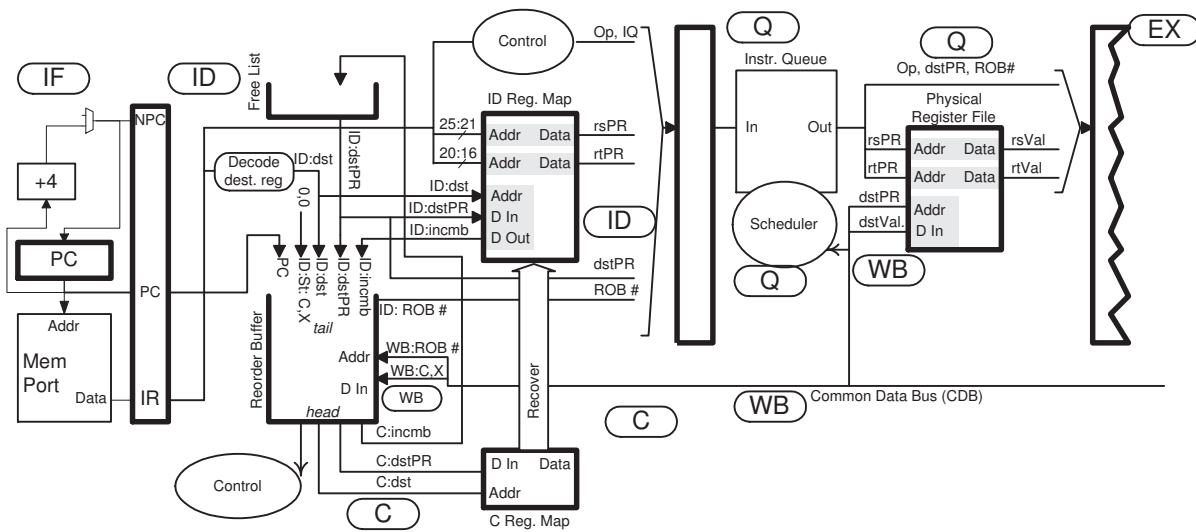 IF
ID
NPC
+4
PC
Addr
Mem
Port
Data
PC
IR
Free List
ID:dstPR
Decode
dest. reg
ID:dst
0,0
PC
ID:St: C,X
ID:dst
ID:dstPR
ID:incmb
tail
Reorder Buffer
Addr
D In
head
Control
25:21
20:16
ID:dst
ID:dstPR
ID:incmb
ID: ROB #
WB:ROB #
WB:C,X
WB
C:incmb
C:dstPR
C:dst
C
Control
Op, IQ
ID Reg. Map
Addr
Data
Addr
Data
Addr
D In
D Out
rsPR
rtPR
ID
dstPR
ROB #
Recover
D In
Data
Addr
C Reg. Map
C
Q
Instr. Queue
In
Out
Scheduler
Q
WB
Common Data Bus (CDB)
Q
Op, dstPR, ROB#
Physical
Register File
rsPR
rtPR
dstPR
dstVal.
Addr
Data
Addr
Data
Addr
D In
rsVal
rtVal
WB
EX